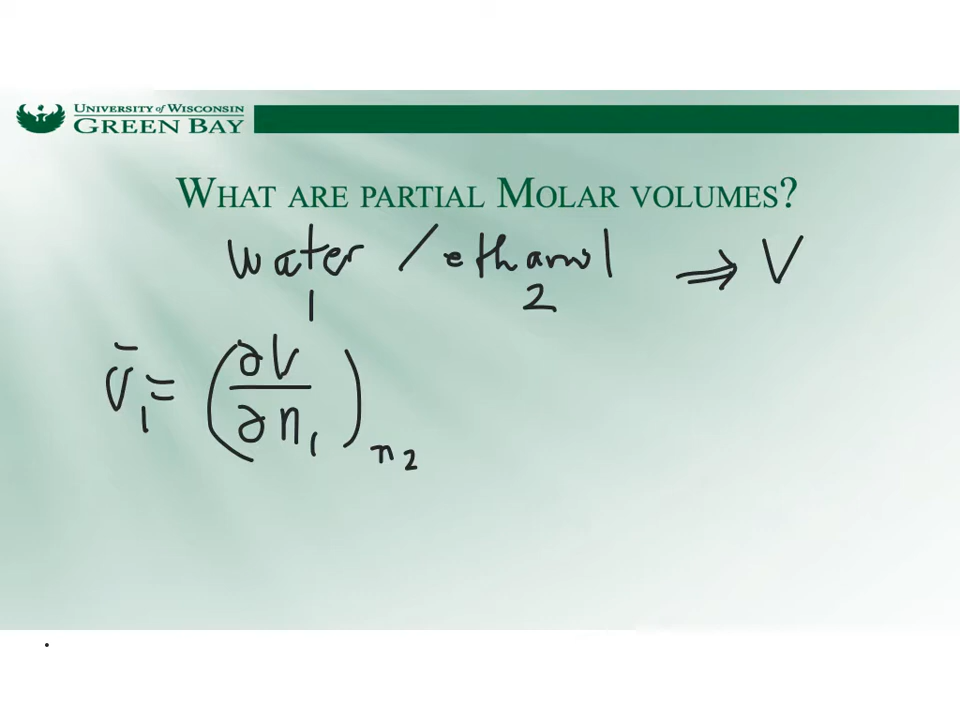 UNIVERSITY of WISCONSIN
GREEN BAY
WHAT ARE PARTIAL MOLAR VOLUMES?
water / ethanol ⇒ V
1 2
V̄₁ = (∂V/∂n₁)n₂